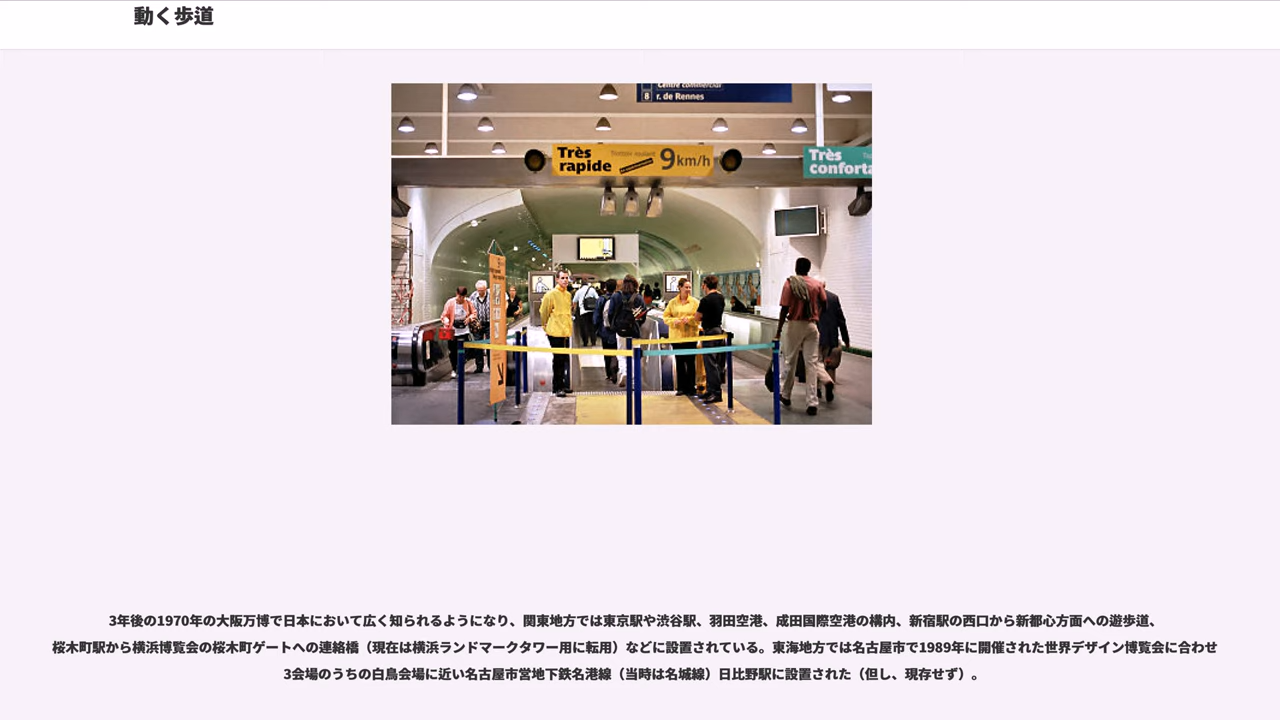 動く歩道
Centre commercial
6 r. de Rennes
Très rapide
Trottoir roulant
9km/h
Très conforta
3年後の1970年の大阪万博で日本において広く知られるようになり、関東地方では東京駅や渋谷駅、羽田空港、成田国際空港の構内、新宿駅の西口から新都心方面への遊歩道、
桜木町駅から横浜博覧会の桜木町ゲートへの連絡橋（現在は横浜ランドマークタワー用に転用）などに設置されている。東海地方では名古屋市で1989年に開催された世界デザイン博覧会に合わせ
3会場のうちの白鳥会場に近い名古屋市営地下鉄名港線（当時は名城線）日比野駅に設置された（但し、現存せず）。